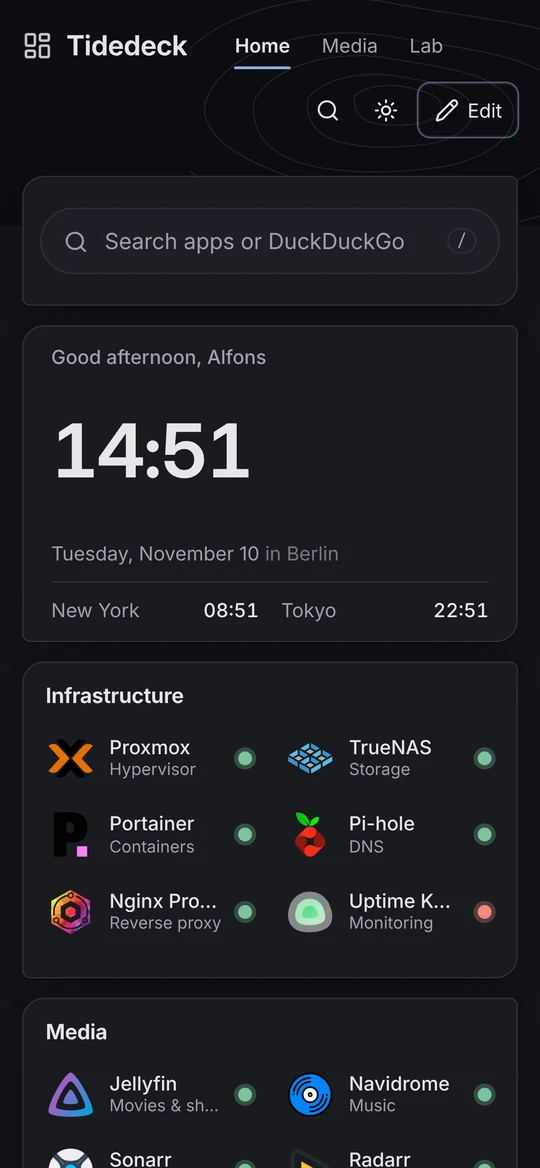 Tidedeck Home Media Lab
Edit
Search apps or DuckDuckGo /
Good afternoon, Alfons
14:51
Tuesday, November 10 in Berlin
New York 08:51 Tokyo 22:51
Infrastructure
Proxmox TrueNAS
Hypervisor Storage
Portainer Pi-hole
Containers DNS
Nginx Pro... Uptime K...
Reverse proxy Monitoring
Media
Jellyfin Navidrome
Movies & sh... Music
Sonarr Radarr